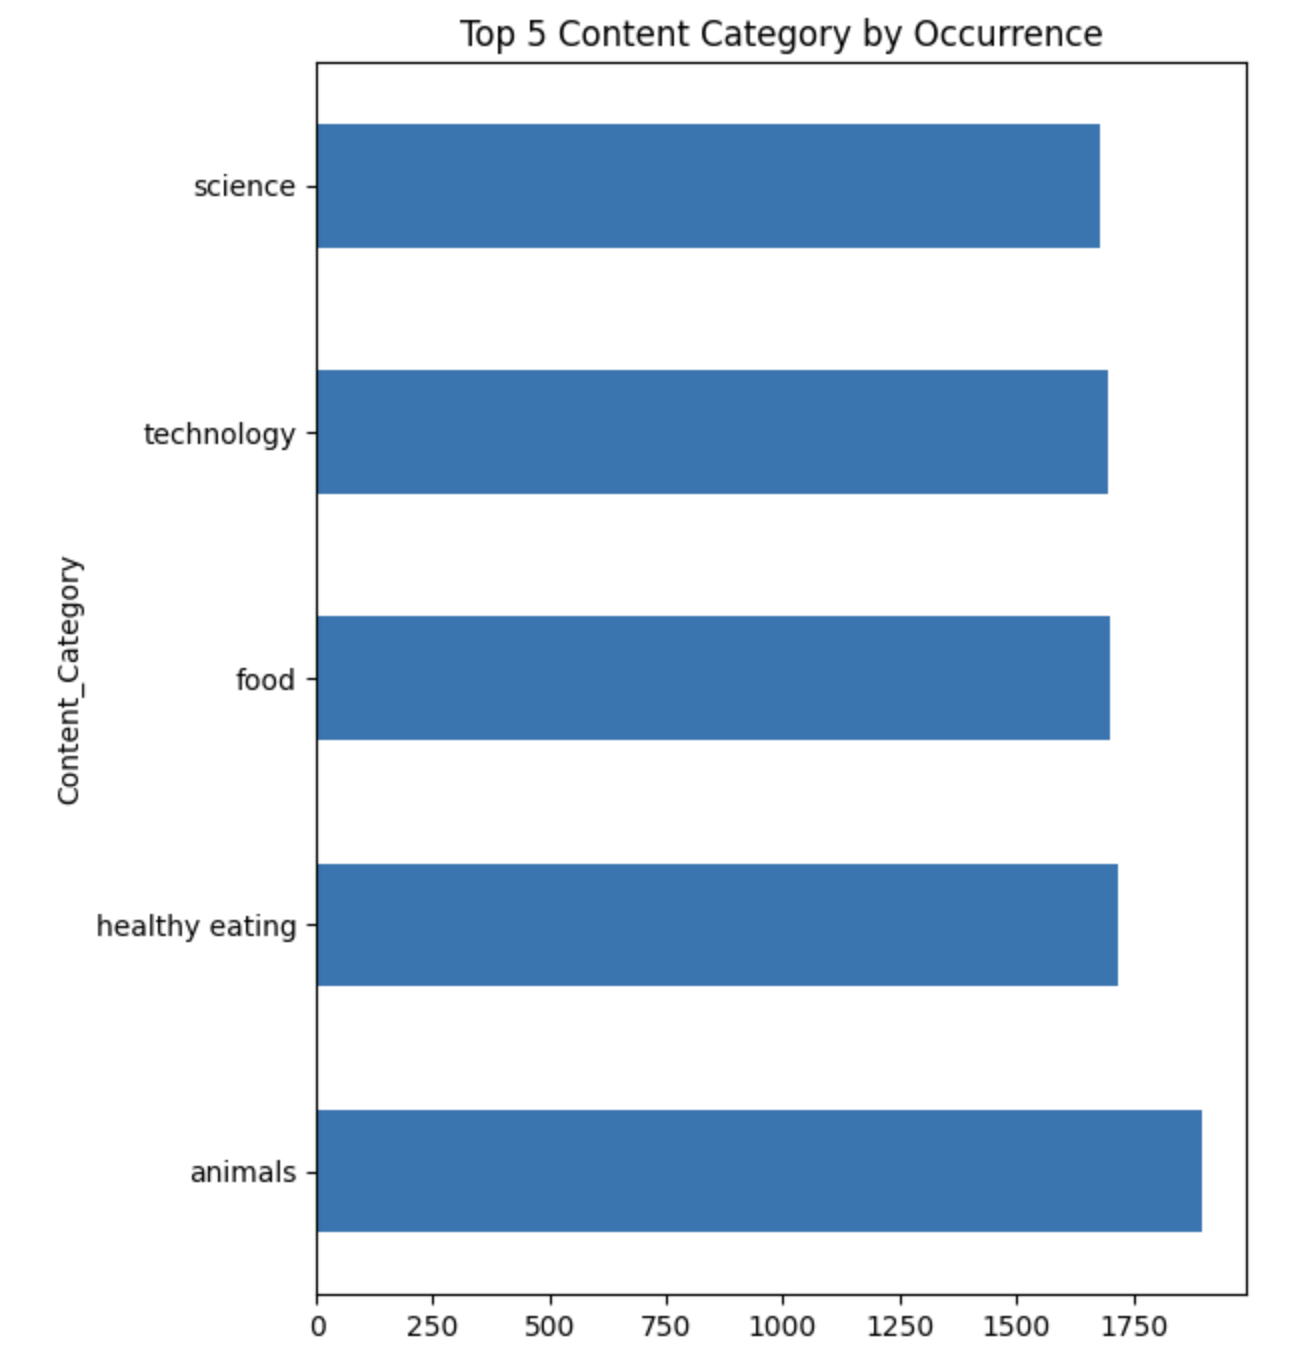 Top 5 Content Category by Occurrence
science
technology
food
healthy eating
animals
Content_Category
0 250 500 750 1000 1250 1500 1750